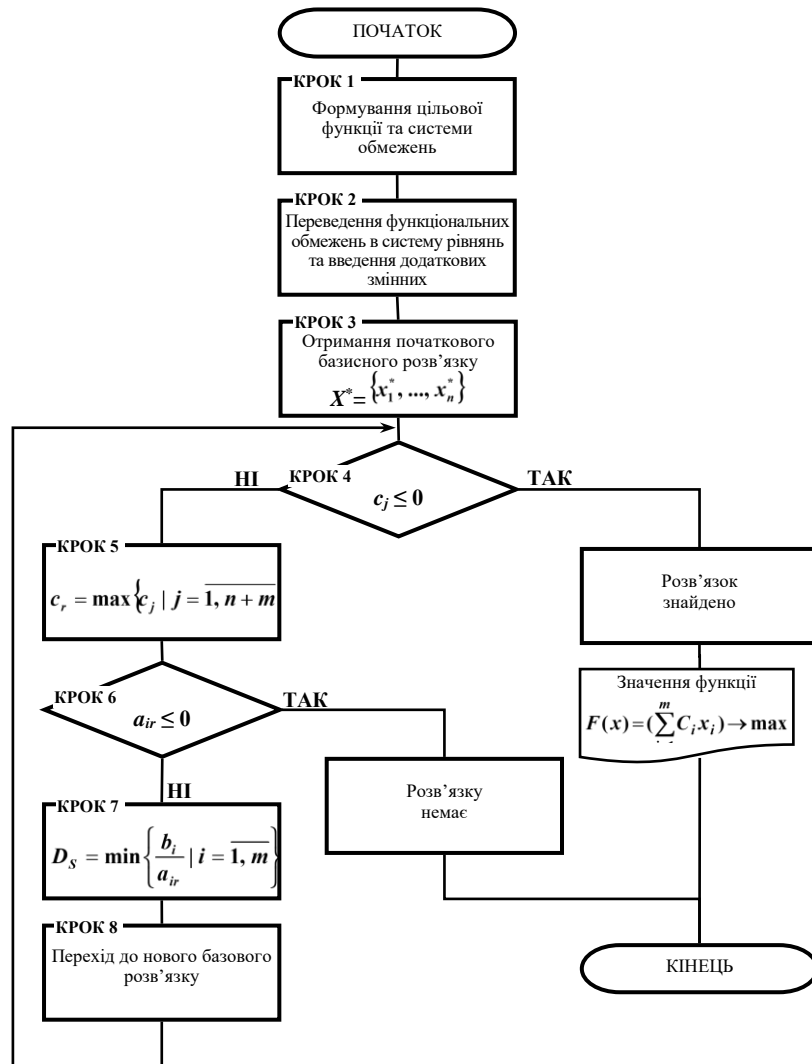 ПОЧАТОК
КРОК 1
Формування цільової
функції та системи
обмежень
КРОК 2
Переведення функціональних
обмежень в систему рівнянь
та введення додаткових
змінних
КРОК 3
Отримання початкового
базисного розв’язку
X*= {x₁*, ..., xₙ*}
КРОК 4
НІ
ТАК
cⱼ ≤ 0
КРОК 5
cᵣ = max{cⱼ | j = 1, n + m
Розв’язок
знайдено
КРОК 6
ТАК
aᵢᵣ ≤ 0
Значення функції
F(x) = (∑ᵐ Cᵢ xᵢ) → max
НІ
КРОК 7
D_S = min{bᵢ/aᵢᵣ | i = 1, m}
Розв’язку
немає
КРОК 8
Перехід до нового базового
розв’язку
КІНЕЦЬ